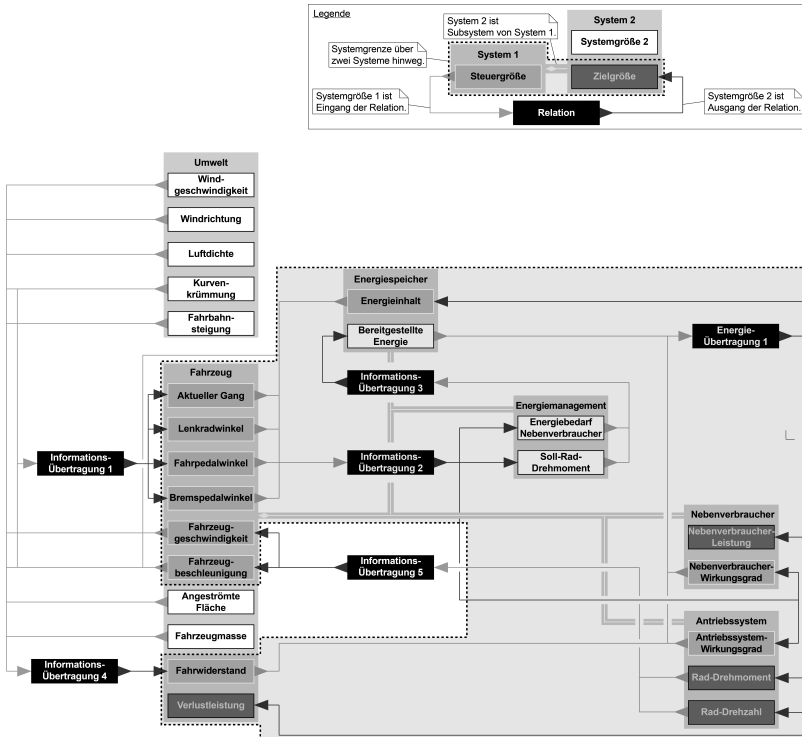 Legende
System 2 ist
Subsystem von System 1.
System 2
Systemgröße 2
Systemgrenze über
zwei Systeme hinweg.
System 1
Steuergröße
Zielgröße
Systemgröße 1 ist
Eingang der Relation.
Relation
Systemgröße 2 ist
Ausgang der Relation.
Umwelt
Wind-
geschwindigkeit
Windrichtung
Luftdichte
Kurven-
krümmung
Fahrbahn-
steigung
Energiespeicher
Energieinhalt
Bereitgestellte
Energie
Energie-
Übertragung 1
Fahrzeug
Aktueller Gang
Lenkradwinkel
Fahrpedalwinkel
Bremspedalwinkel
Fahrzeug-
geschwindigkeit
Fahrzeug-
beschleunigung
Angeströmte
Fläche
Fahrzeugmasse
Fahrwiderstand
Verlustleistung
Informations-
Übertragung 1
Informations-
Übertragung 3
Informations-
Übertragung 2
Energiemanagement
Energiebedarf
Nebenverbraucher
Soll-Rad-
Drehmoment
Informations-
Übertragung 5
Informations-
Übertragung 4
Nebenverbraucher
Nebenverbraucher-
Leistung
Nebenverbraucher-
Wirkungsgrad
Antriebssystem
Antriebssystem-
Wirkungsgrad
Rad-Drehmoment
Rad-Drehzahl